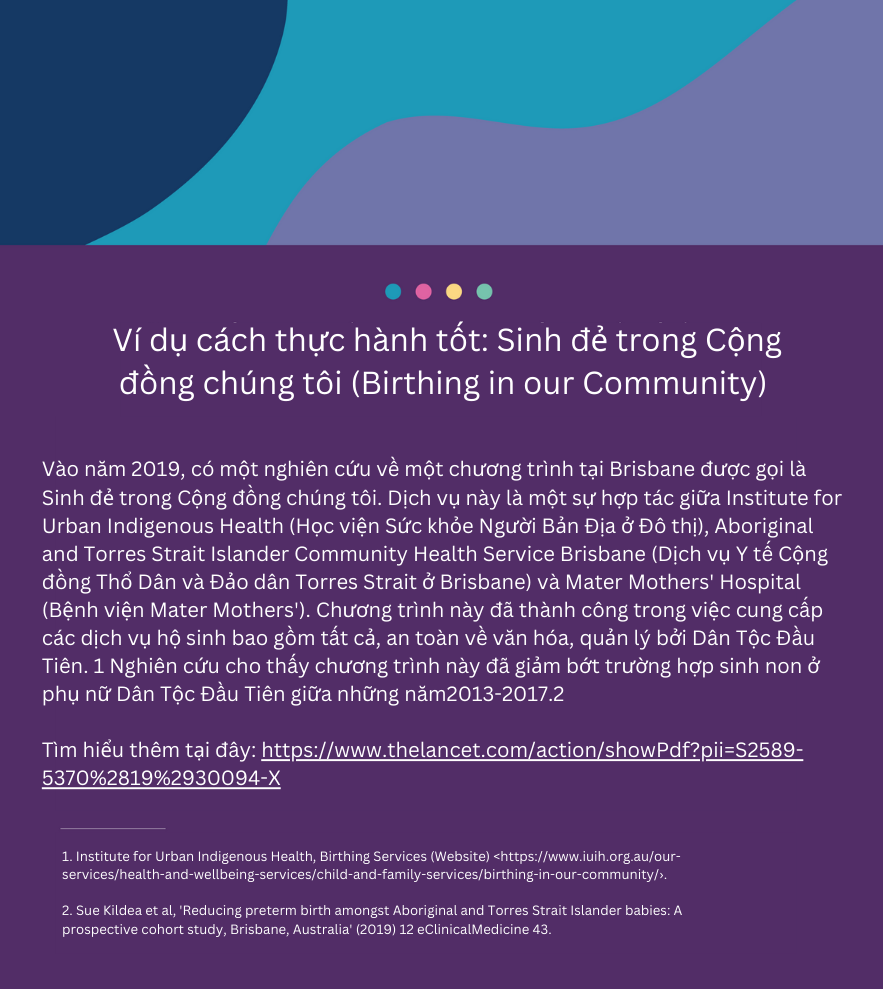 Ví dụ cách thực hành tốt: Sinh đẻ trong Cộng
đồng chúng tôi (Birthing in our Community)
Vào năm 2019, có một nghiên cứu về một chương trình tại Brisbane được gọi là
Sinh đẻ trong Cộng đồng chúng tôi. Dịch vụ này là một sự hợp tác giữa Institute for
Urban Indigenous Health (Học viện Sức khỏe Người Bản Địa ở Đô thị), Aboriginal
and Torres Strait Islander Community Health Service Brisbane (Dịch vụ Y tế Cộng
đồng Thổ Dân và Đảo dân Torres Strait ở Brisbane) và Mater Mothers' Hospital
(Bệnh viện Mater Mothers'). Chương trình này đã thành công trong việc cung cấp
các dịch vụ hộ sinh bao gồm tất cả, an toàn về văn hóa, quản lý bởi Dân Tộc Đầu
Tiên. 1 Nghiên cứu cho thấy chương trình này đã giảm bớt trường hợp sinh non ở
phụ nữ Dân Tộc Đầu Tiên giữa những năm2013-2017.2
Tìm hiểu thêm tại đây: https://www.thelancet.com/action/showPdf?pii=S2589-
5370%2819%2930094-X
1. Institute for Urban Indigenous Health, Birthing Services (Website) <https://www.iuih.org.au/our-
services/health-and-wellbeing-services/child-and-family-services/birthing-in-our-community/›.
2. Sue Kildea et al, 'Reducing preterm birth amongst Aboriginal and Torres Strait Islander babies: A
prospective cohort study, Brisbane, Australia' (2019) 12 eClinicalMedicine 43.